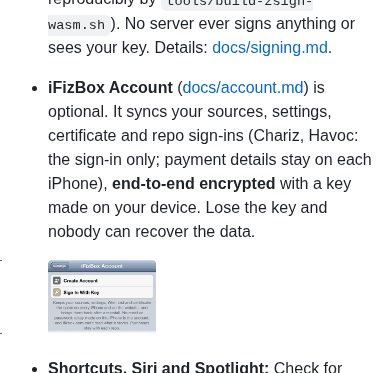 reproducibly by tools/build-zsign-
wasm.sh ). No server ever signs anything or
sees your key. Details: docs/signing.md.
• iFizBox Account (docs/account.md) is
optional. It syncs your sources, settings,
certificate and repo sign-ins (Chariz, Havoc:
the sign-in only; payment details stay on each
iPhone), end-to-end encrypted with a key
made on your device. Lose the key and
nobody can recover the data.
iFizBox Account
Create Account
Sign In With Key
• Shortcuts, Siri and Spotlight: Check for